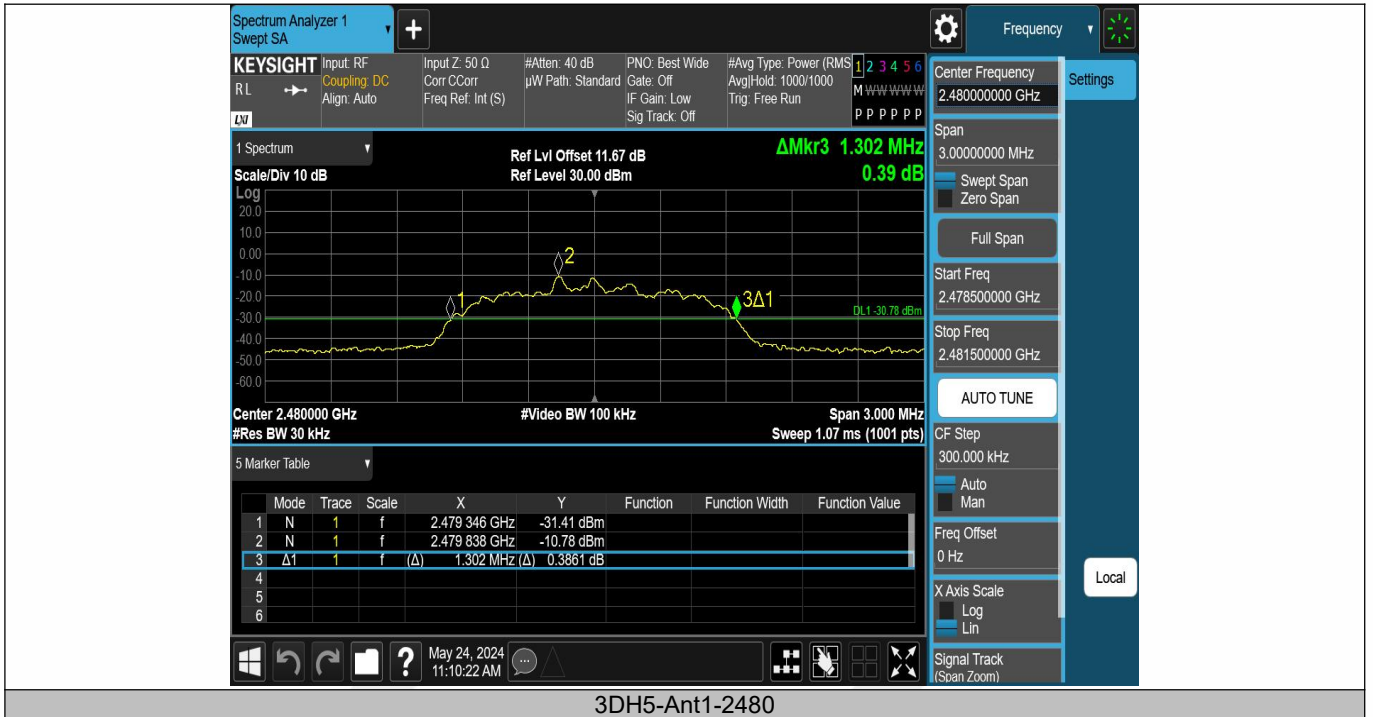 Spectrum Analyzer 1
Swept SA
+
Frequency
KEYSIGHT
RL
LXI
Input: RF
Coupling: DC
Align: Auto
Input Z: 50 Ω
Corr CCorr
Freq Ref: Int (S)
#Atten: 40 dB
µW Path: Standard
PNO: Best Wide
Gate: Off
IF Gain: Low
Sig Track: Off
#Avg Type: Power (RMS
Avg|Hold: 1000/1000
Trig: Free Run
1 2 3 4 5 6
M W W W W W
P P P P P P
Center Frequency
2.480000000 GHz
Settings
Span
3.00000000 MHz
Swept Span
Zero Span
Full Span
Start Freq
2.478500000 GHz
Stop Freq
2.481500000 GHz
AUTO TUNE
CF Step
300.000 kHz
Auto
Man
Freq Offset
0 Hz
X Axis Scale
Log
Lin
Signal Track
(Span Zoom)
Local
1 Spectrum
Scale/Div 10 dB
Ref Lvl Offset 11.67 dB
Ref Level 30.00 dBm
ΔMkr3 1.302 MHz
0.39 dB
Log
20.0
10.0
0.00
-10.0
-20.0
-30.0
-40.0
-50.0
-60.0
1
2
3Δ1
DL1 -30.78 dBm
Center 2.480000 GHz
#Video BW 100 kHz
Span 3.000 MHz
#Res BW 30 kHz
Sweep 1.07 ms (1001 pts)
5 Marker Table
Mode Trace Scale X Y Function Function Width Function Value
1 N 1 f 2.479 346 GHz -31.41 dBm
2 N 1 f 2.479 838 GHz -10.78 dBm
3 Δ1 1 f (Δ) 1.302 MHz (Δ) 0.3861 dB
4
5
6
?
May 24, 2024
11:10:22 AM
3DH5-Ant1-2480